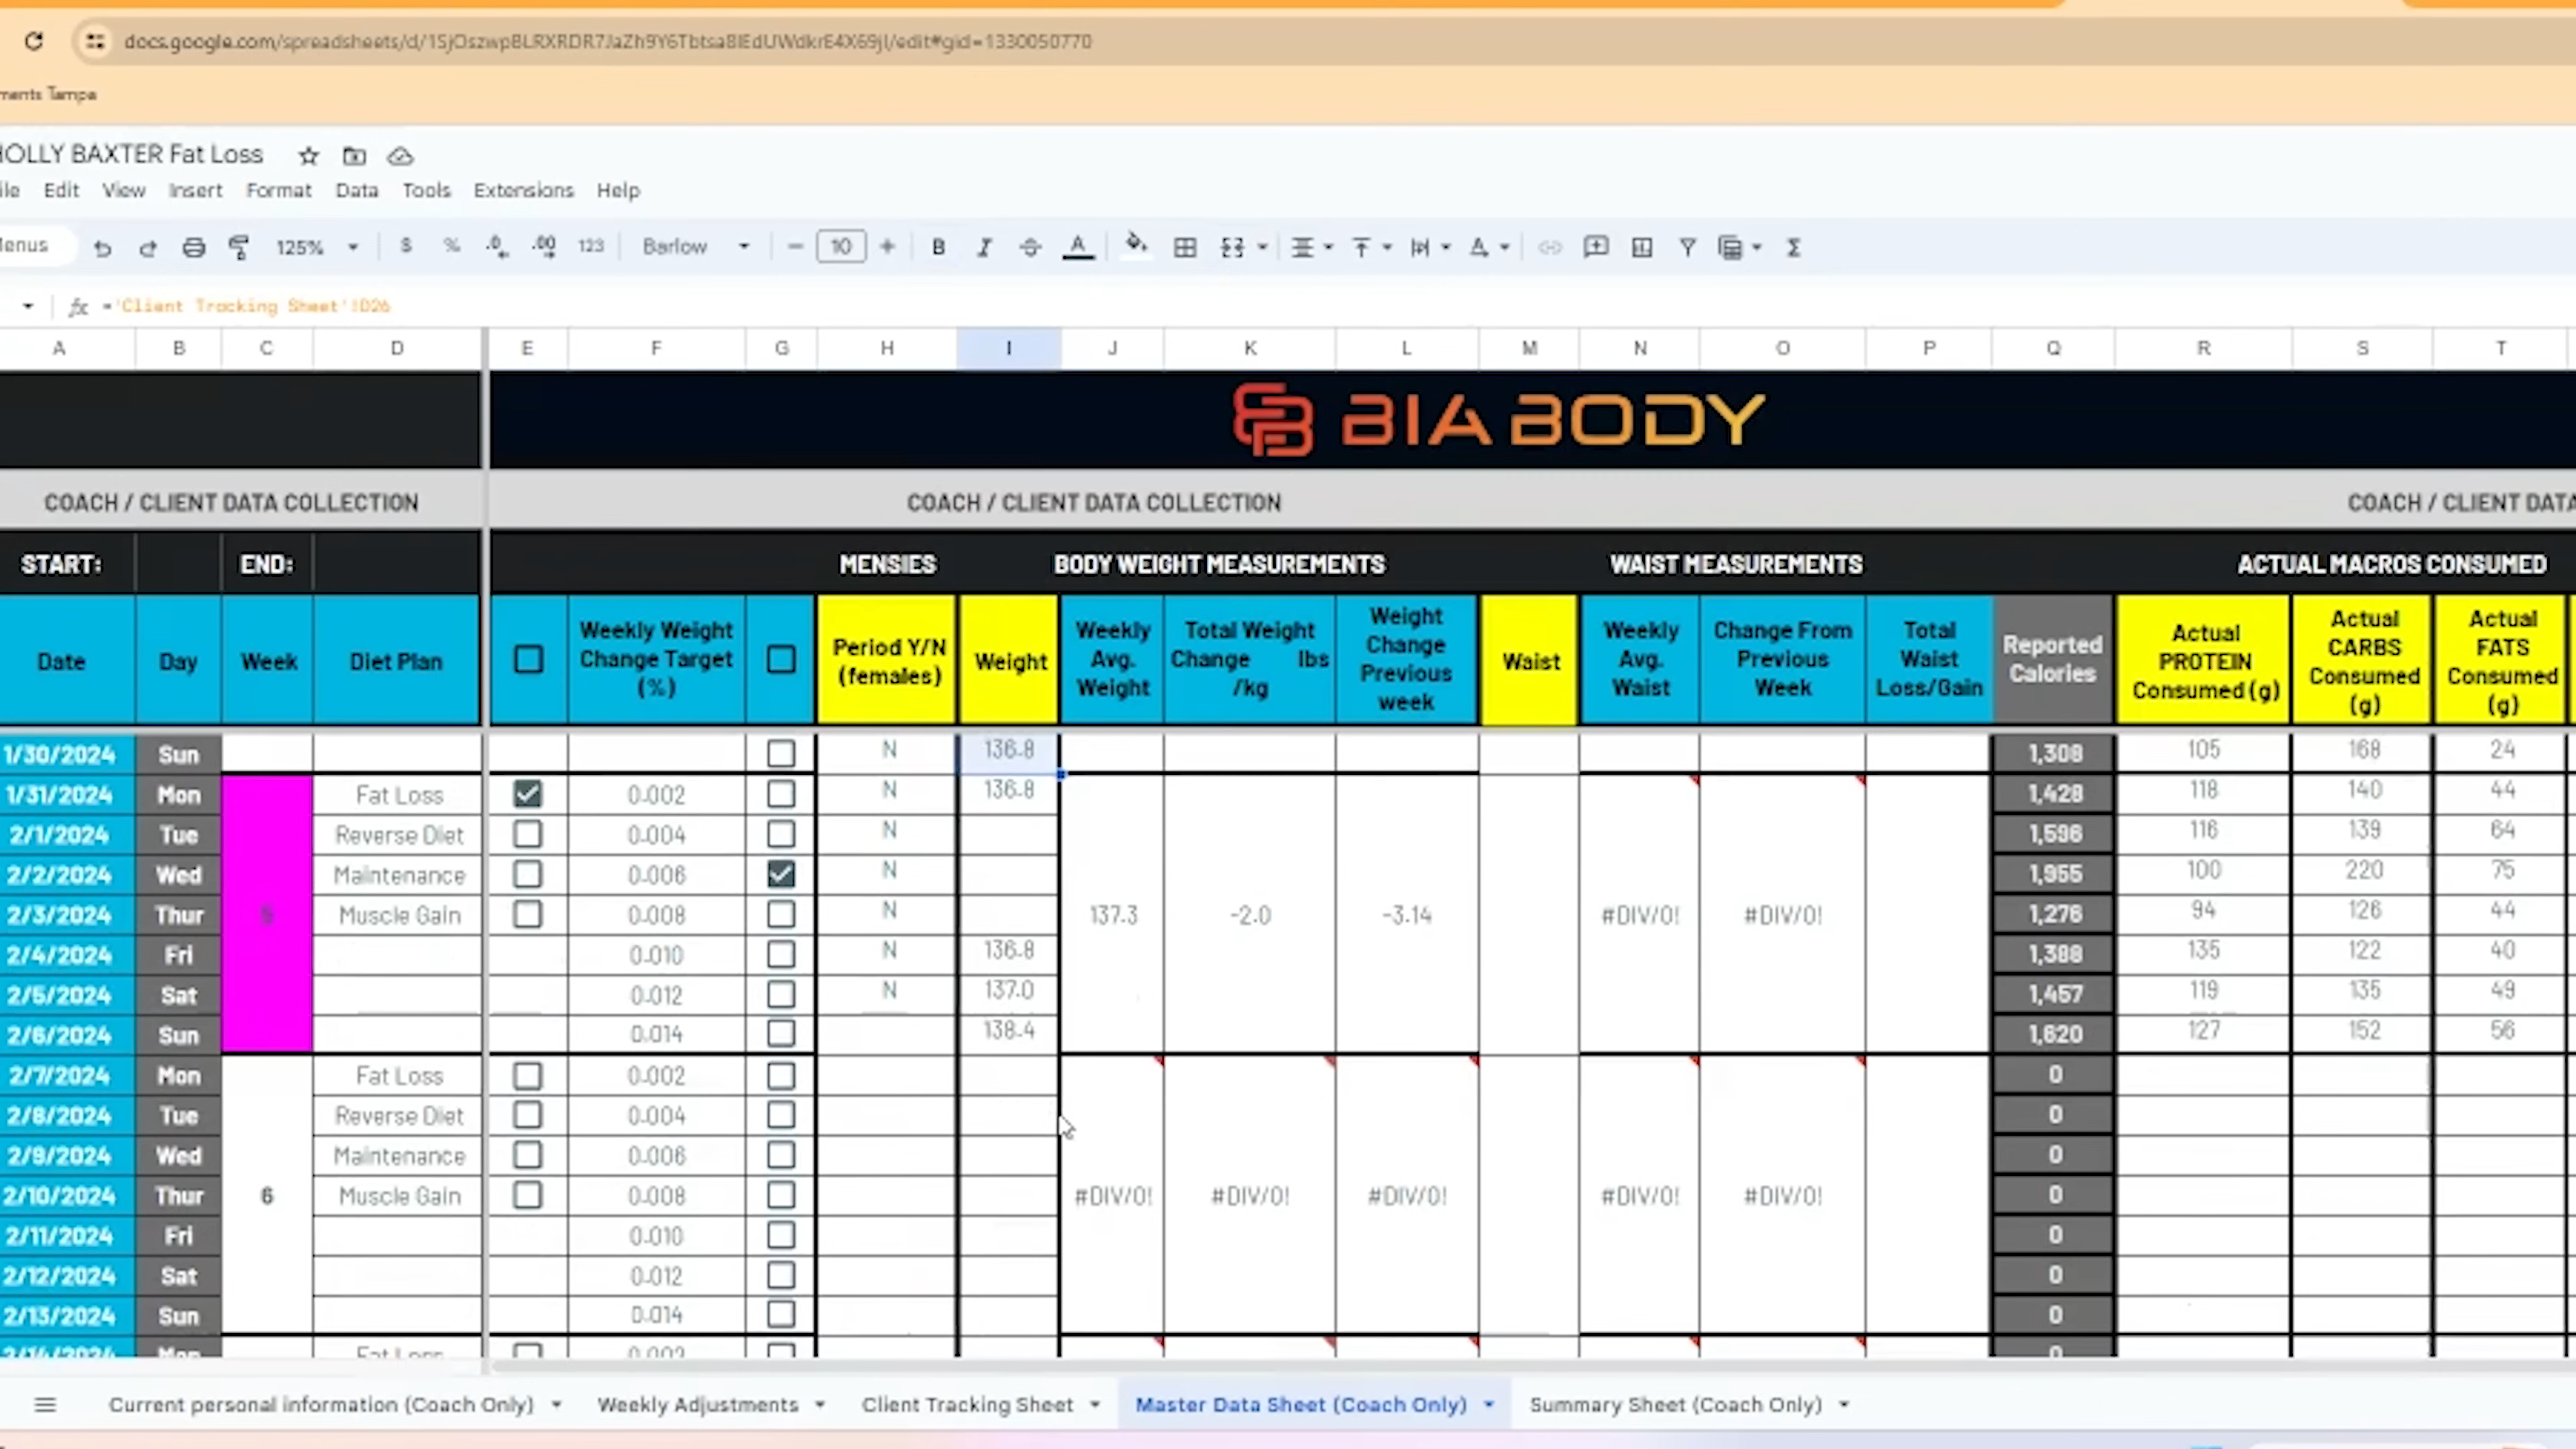 docs.google.com/spreadsheets/d/1SjOszwpBLRXRDR7JaZh9Y6Tbtsa8IEdUWdkrE4X69jI/edit#gid=1330050770
ments Tampa
HOLLY BAXTER Fat Loss
ile Edit View Insert Format Data Tools Extensions Help
Menus 125% $ % .0 .00 123 Barlow 10 B I A Σ
fx ='Client Tracking Sheet'!D26
A B C D E F G H I J K L M N O P Q R S T
BIA BODY
COACH / CLIENT DATA COLLECTION COACH / CLIENT DATA COLLECTION COACH / CLIENT DATA
START: END: MENSIES BODY WEIGHT MEASUREMENTS WAIST MEASUREMENTS ACTUAL MACROS CONSUMED
Date Day Week Diet Plan Weekly Weight Change Target (%) Period Y/N (females) Weight Weekly Avg. Weight Total Weight Change lbs /kg Weight Change Previous week Waist Weekly Avg. Waist Change From Previous Week Total Waist Loss/Gain Reported Calories Actual PROTEIN Consumed (g) Actual CARBS Consumed (g) Actual FATS Consumed (g)
1/30/2024 Sun N 136.8 1,308 105 168 24
1/31/2024 Mon Fat Loss 0.002 N 136.8 1,428 118 140 44
2/1/2024 Tue Reverse Diet 0.004 N 1,596 116 139 64
2/2/2024 Wed Maintenance 0.006 N 1,955 100 220 75
2/3/2024 Thur 5 Muscle Gain 0.008 N 137.3 -2.0 -3.14 #DIV/0! #DIV/0! 1,276 94 126 44
2/4/2024 Fri 0.010 N 136.8 1,388 135 122 40
2/5/2024 Sat 0.012 N 137.0 1,457 119 135 49
2/6/2024 Sun 0.014 138.4 1,620 127 152 56
2/7/2024 Mon Fat Loss 0.002 0
2/8/2024 Tue Reverse Diet 0.004 0
2/9/2024 Wed Maintenance 0.006 0
2/10/2024 Thur 6 Muscle Gain 0.008 #DIV/0! #DIV/0! #DIV/0! #DIV/0! #DIV/0! 0
2/11/2024 Fri 0.010 0
2/12/2024 Sat 0.012 0
2/13/2024 Sun 0.014 0
2/14/2024 Mon Fat Loss 0.002 0
Current personal information (Coach Only) Weekly Adjustments Client Tracking Sheet Master Data Sheet (Coach Only) Summary Sheet (Coach Only)